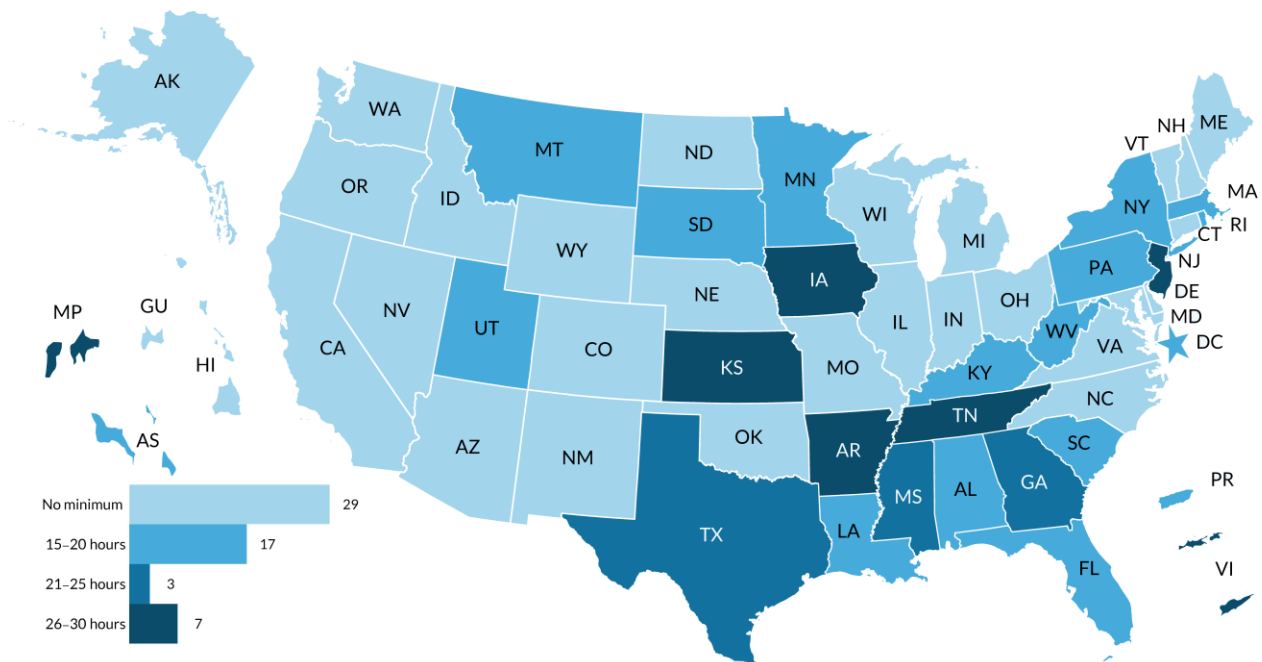 AK
WA
MT
ND
MN
VT
NH
ME
OR
ID
SD
WI
MI
NY
MA
RI
CT
WY
IA
PA
NJ
MP
GU
NV
UT
NE
IL
IN
OH
DE
MD
HI
CA
CO
KS
MO
WV
VA
DC
KY
AS
AZ
NM
OK
AR
TN
NC
SC
PR
MS
AL
GA
TX
LA
FL
VI
No minimum 29
15–20 hours 17
21–25 hours 3
26–30 hours 7